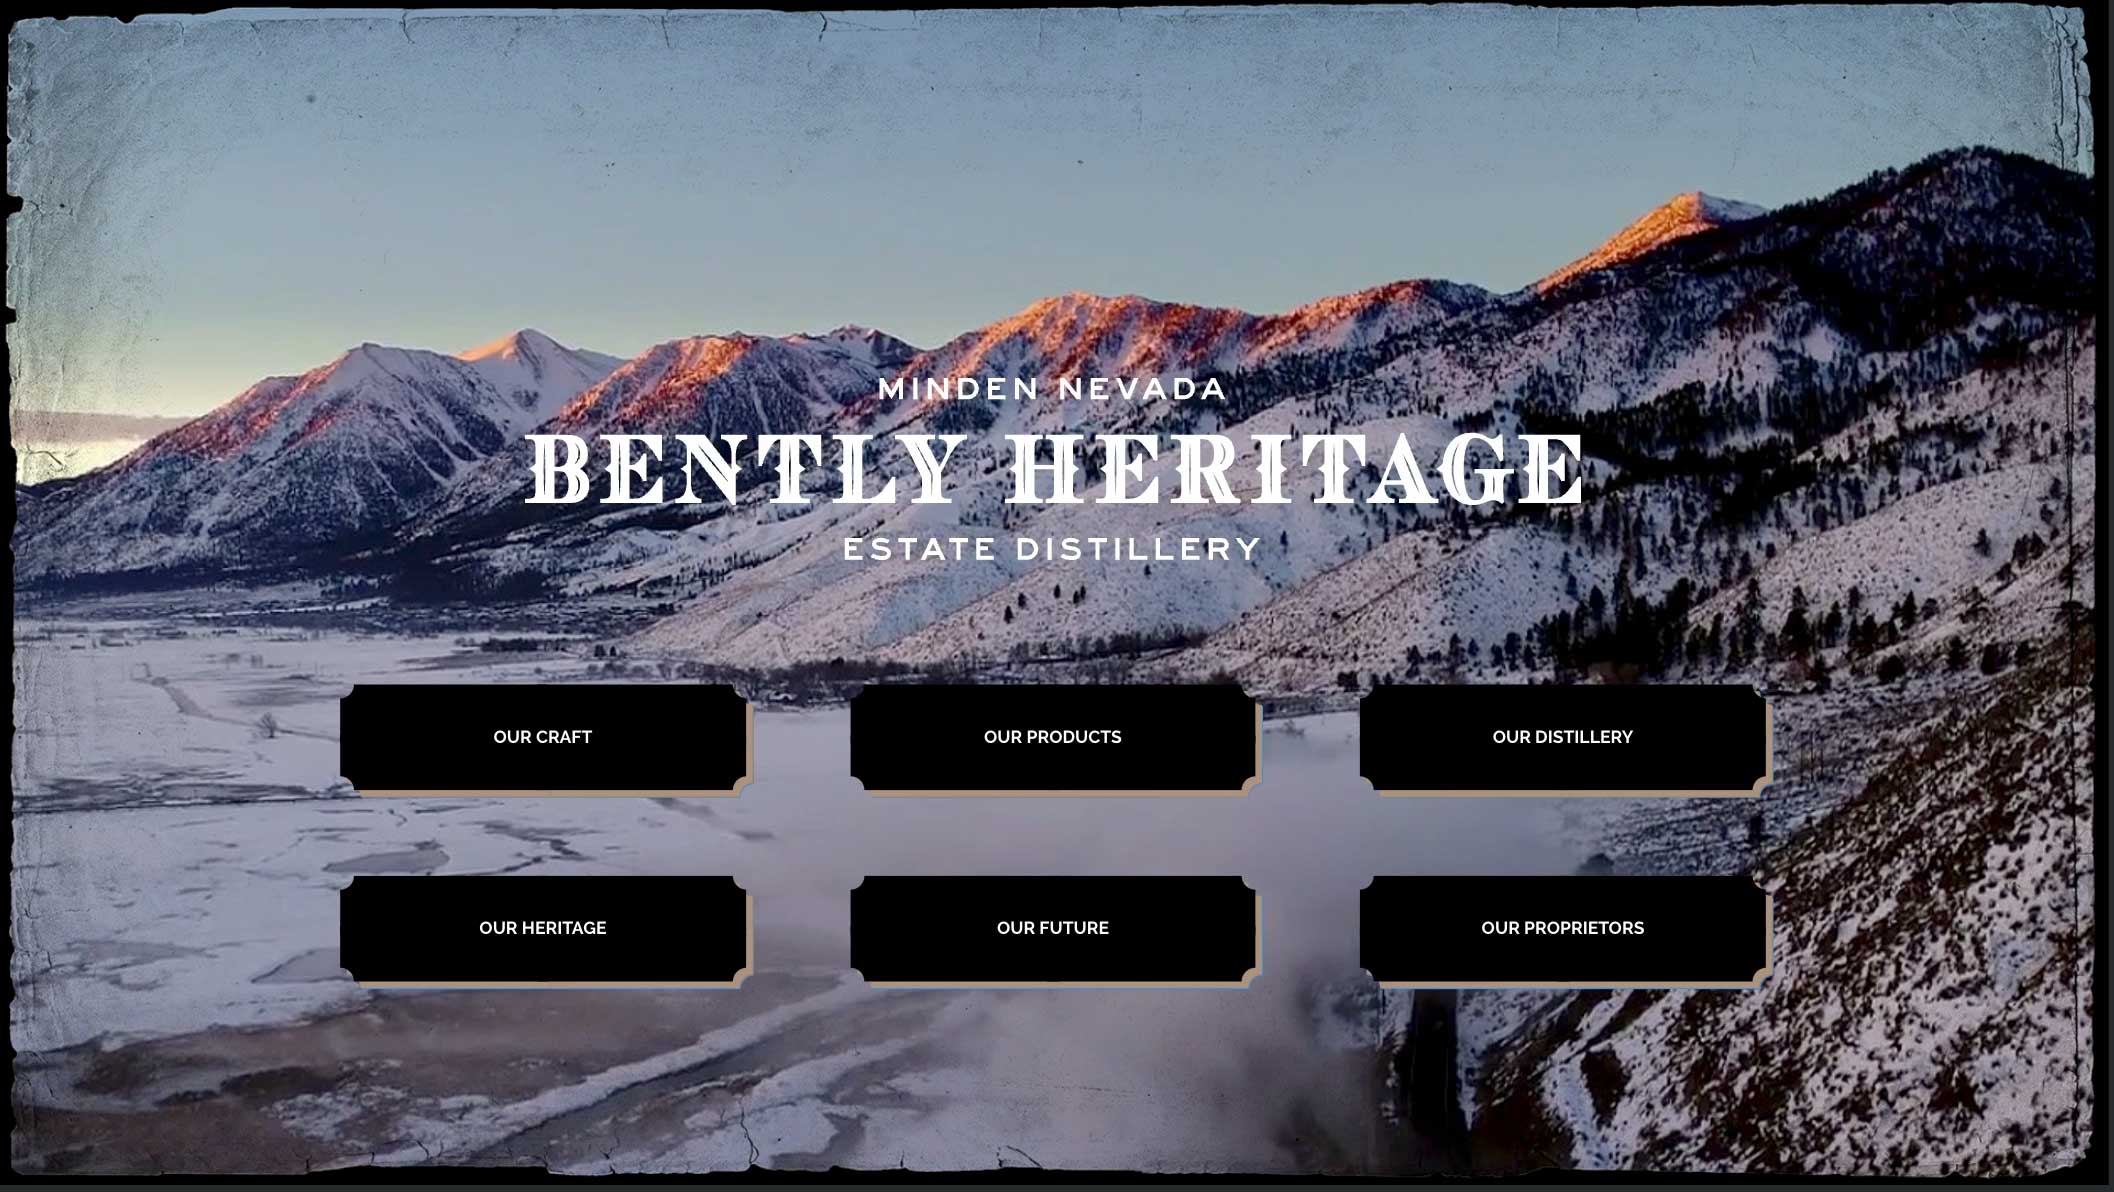 MINDEN NEVADA
BENTLY HERITAGE
ESTATE DISTILLERY
OUR CRAFT
OUR PRODUCTS
OUR DISTILLERY
OUR HERITAGE
OUR FUTURE
OUR PROPRIETORS